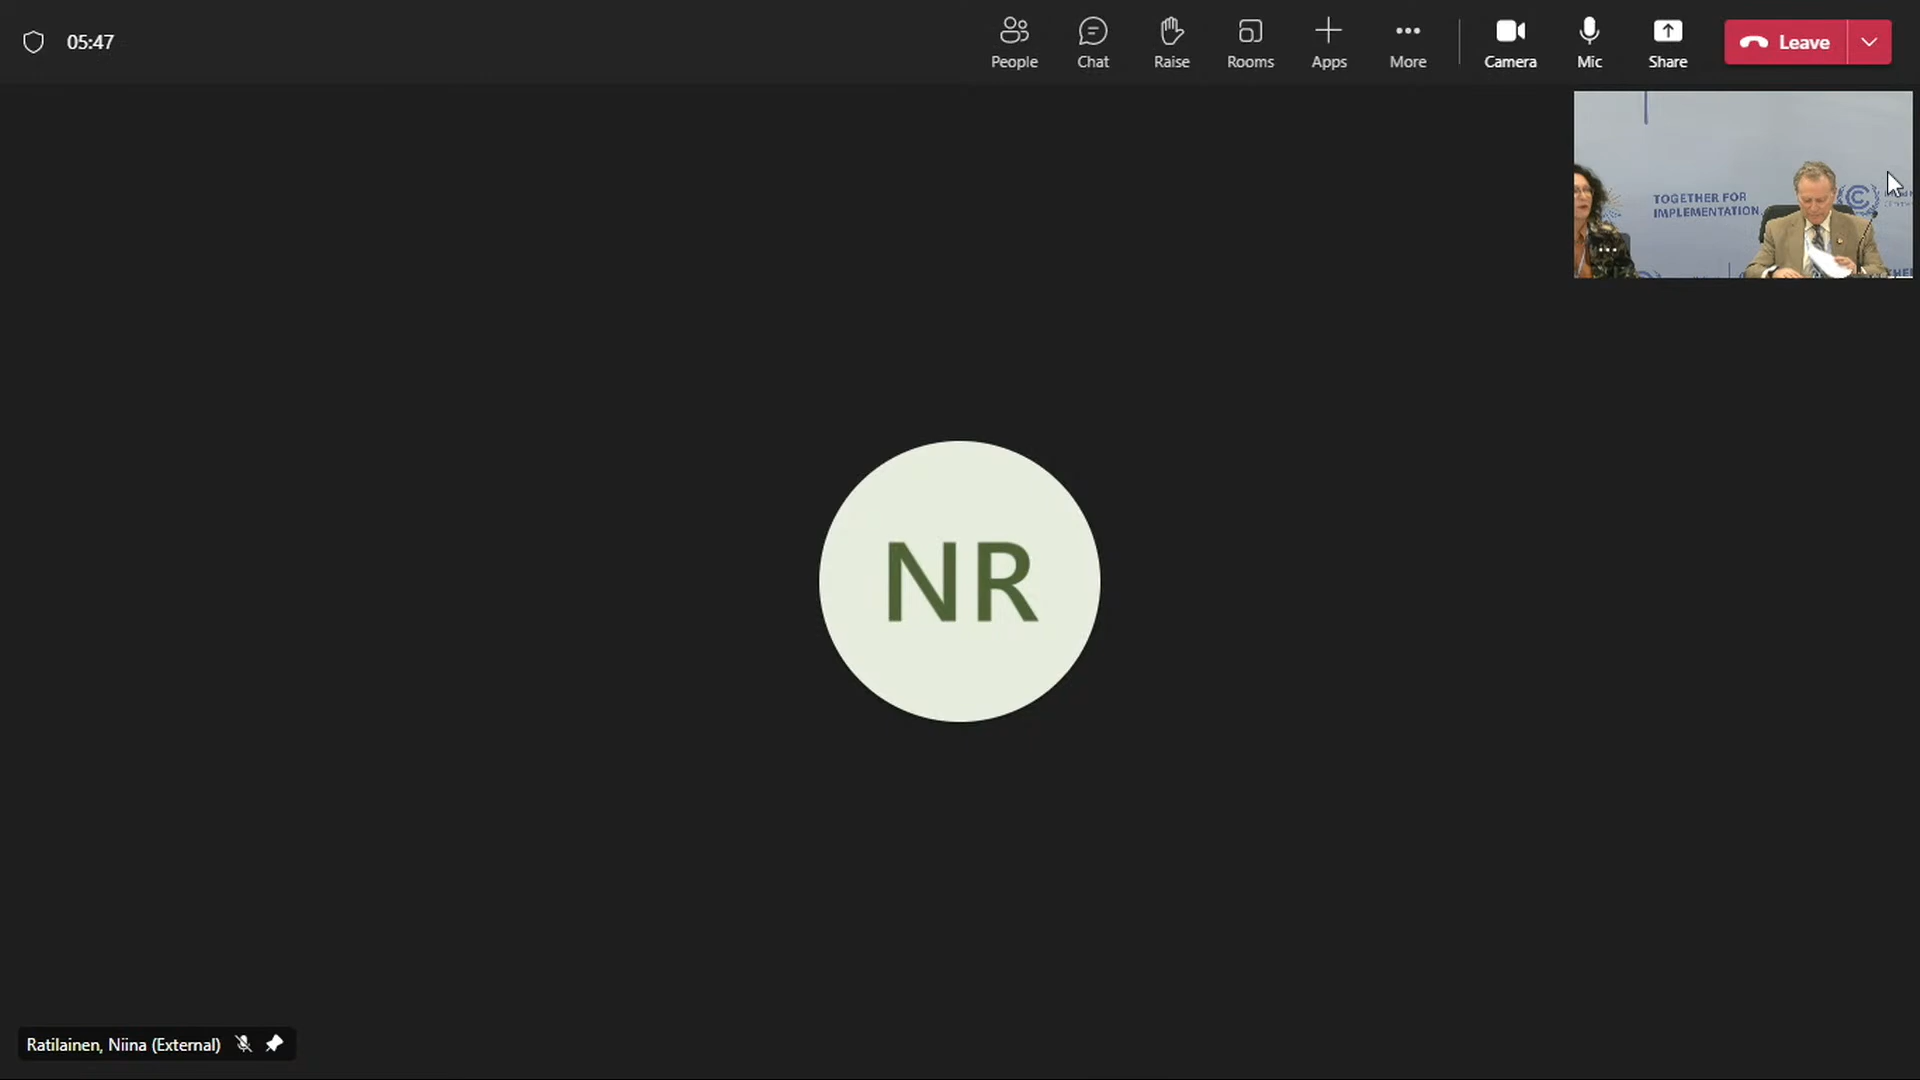 05:47
People
Chat
Raise
Rooms
Apps
More
Camera
Mic
Share
Leave
TOGETHER FOR
IMPLEMENTATION
NR
Ratilainen, Niina (External)